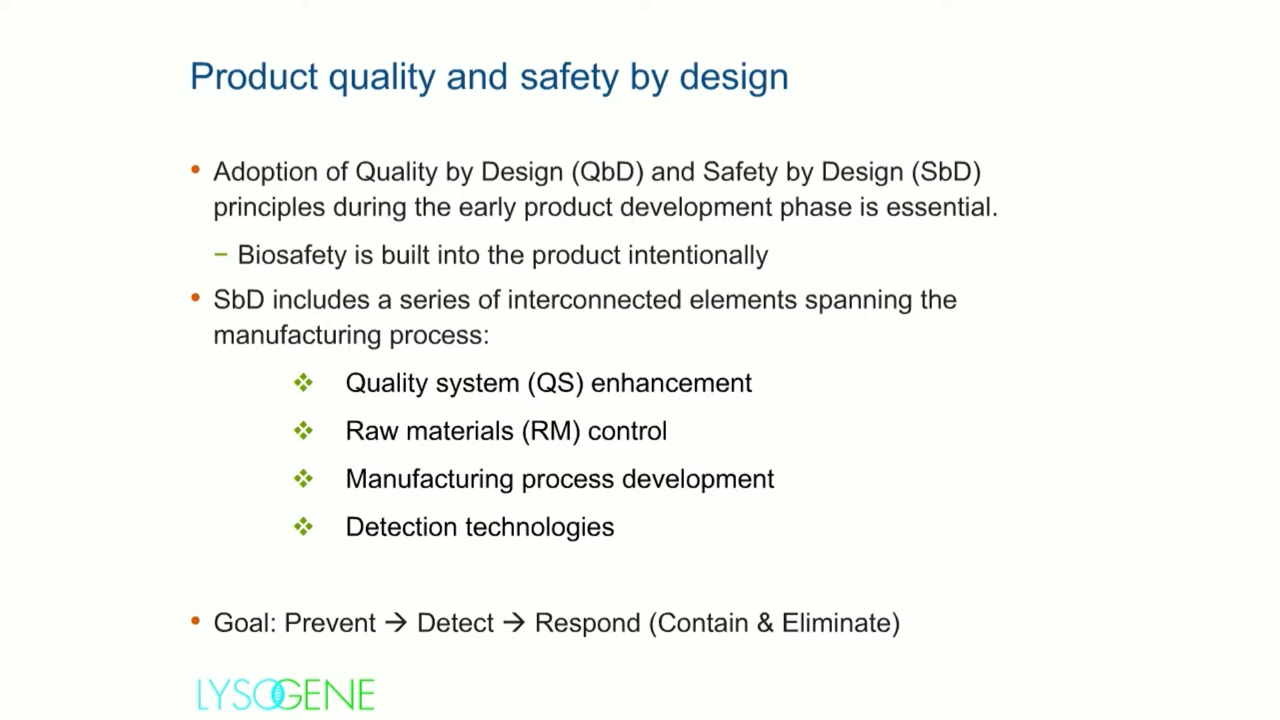 Product quality and safety by design
• Adoption of Quality by Design (QbD) and Safety by Design (SbD)
principles during the early product development phase is essential.
− Biosafety is built into the product intentionally
• SbD includes a series of interconnected elements spanning the
manufacturing process:
❖ Quality system (QS) enhancement
❖ Raw materials (RM) control
❖ Manufacturing process development
❖ Detection technologies
• Goal: Prevent → Detect → Respond (Contain & Eliminate)
LYSOGENE